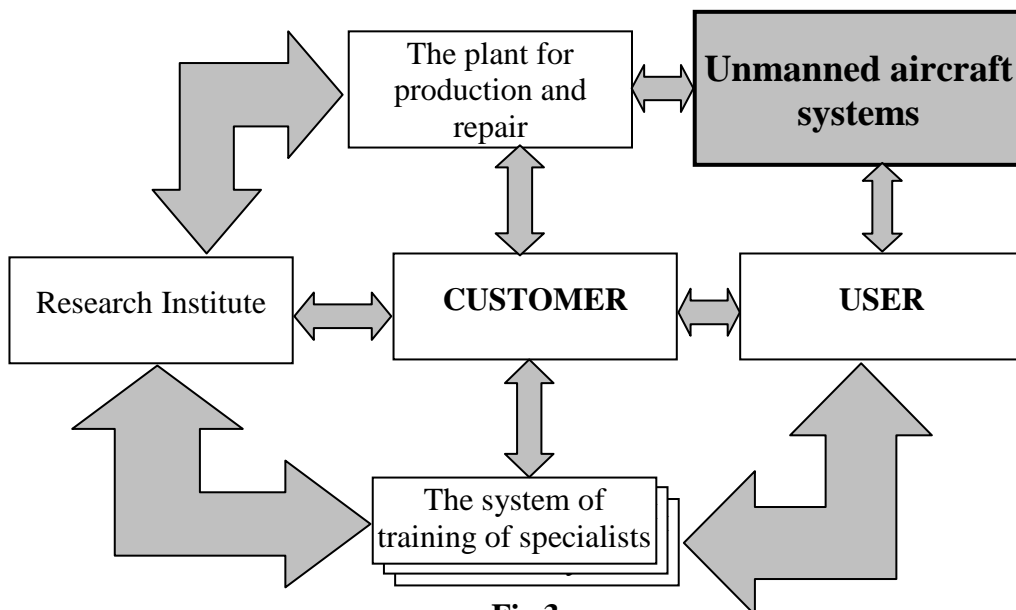 The plant for
production and
repair
Unmanned aircraft
systems
Research Institute
CUSTOMER
USER
The system of
training of specialists